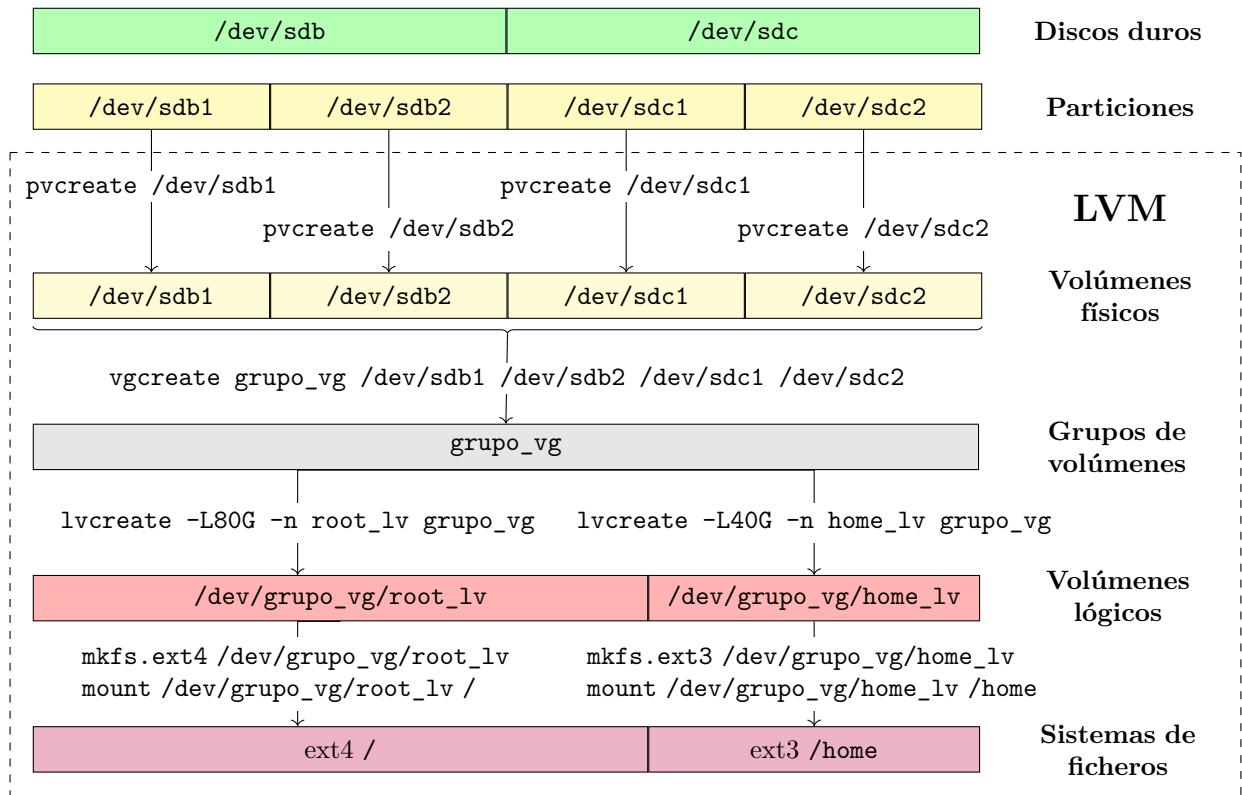 /dev/sdb /dev/sdc Discos duros
/dev/sdb1 /dev/sdb2 /dev/sdc1 /dev/sdc2 Particiones
pvcreate /dev/sdb1 pvcreate /dev/sdc1
LVM
pvcreate /dev/sdb2 pvcreate /dev/sdc2
/dev/sdb1 /dev/sdb2 /dev/sdc1 /dev/sdc2
Volúmenes
físicos
vgcreate grupo_vg /dev/sdb1 /dev/sdb2 /dev/sdc1 /dev/sdc2
grupo_vg
Grupos de
volúmenes
lvcreate -L80G -n root_lv grupo_vg
lvcreate -L40G -n home_lv grupo_vg
/dev/grupo_vg/root_lv /dev/grupo_vg/home_lv
Volúmenes
lógicos
mkfs.ext4 /dev/grupo_vg/root_lv
mount /dev/grupo_vg/root_lv /
mkfs.ext3 /dev/grupo_vg/home_lv
mount /dev/grupo_vg/home_lv /home
ext4 / ext3 /home
Sistemas de
ficheros